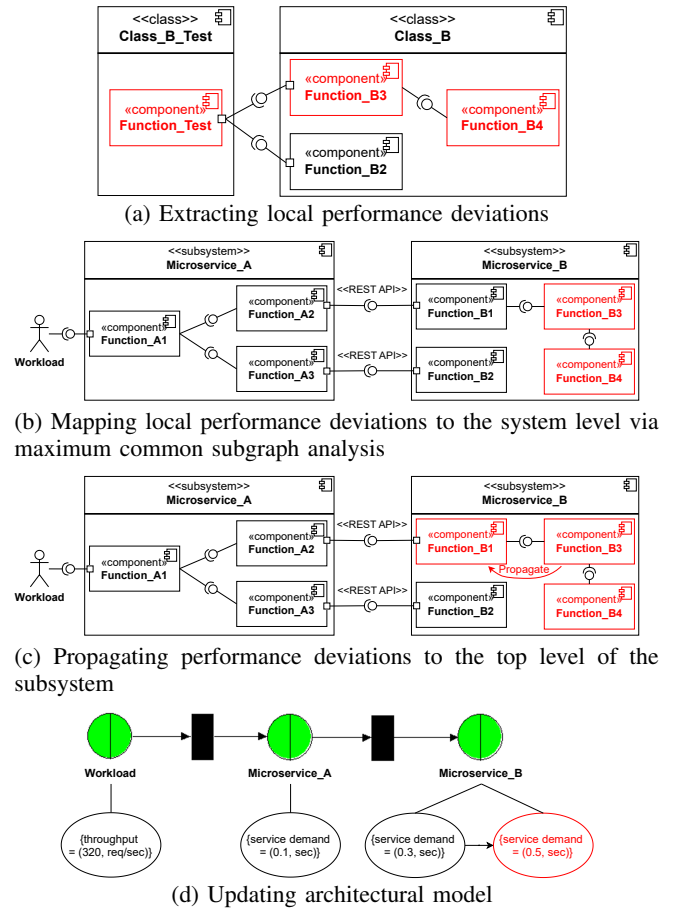 <<class>>
Class_B_Test
<<class>>
Class_B
«component»
Function_Test
«component»
Function_B3
«component»
Function_B4
«component»
Function_B2
(a) Extracting local performance deviations
<<subsystem>>
Microservice_A
<<subsystem>>
Microservice_B
Workload
«component»
Function_A1
«component»
Function_A2
«component»
Function_A3
<<REST API>>
<<REST API>>
«component»
Function_B1
«component»
Function_B3
«component»
Function_B2
«component»
Function_B4
(b) Mapping local performance deviations to the system level via
maximum common subgraph analysis
<<subsystem>>
Microservice_A
<<subsystem>>
Microservice_B
Workload
«component»
Function_A1
«component»
Function_A2
«component»
Function_A3
<<REST API>>
<<REST API>>
«component»
Function_B1
«component»
Function_B3
Propagate
«component»
Function_B2
«component»
Function_B4
(c) Propagating performance deviations to the top level of the
subsystem
Workload
Microservice_A
Microservice_B
{throughput
= (320, req/sec)}
{service demand
= (0.1, sec)}
{service demand
= (0.3, sec)}
{service demand
= (0.5, sec)}
(d) Updating architectural model